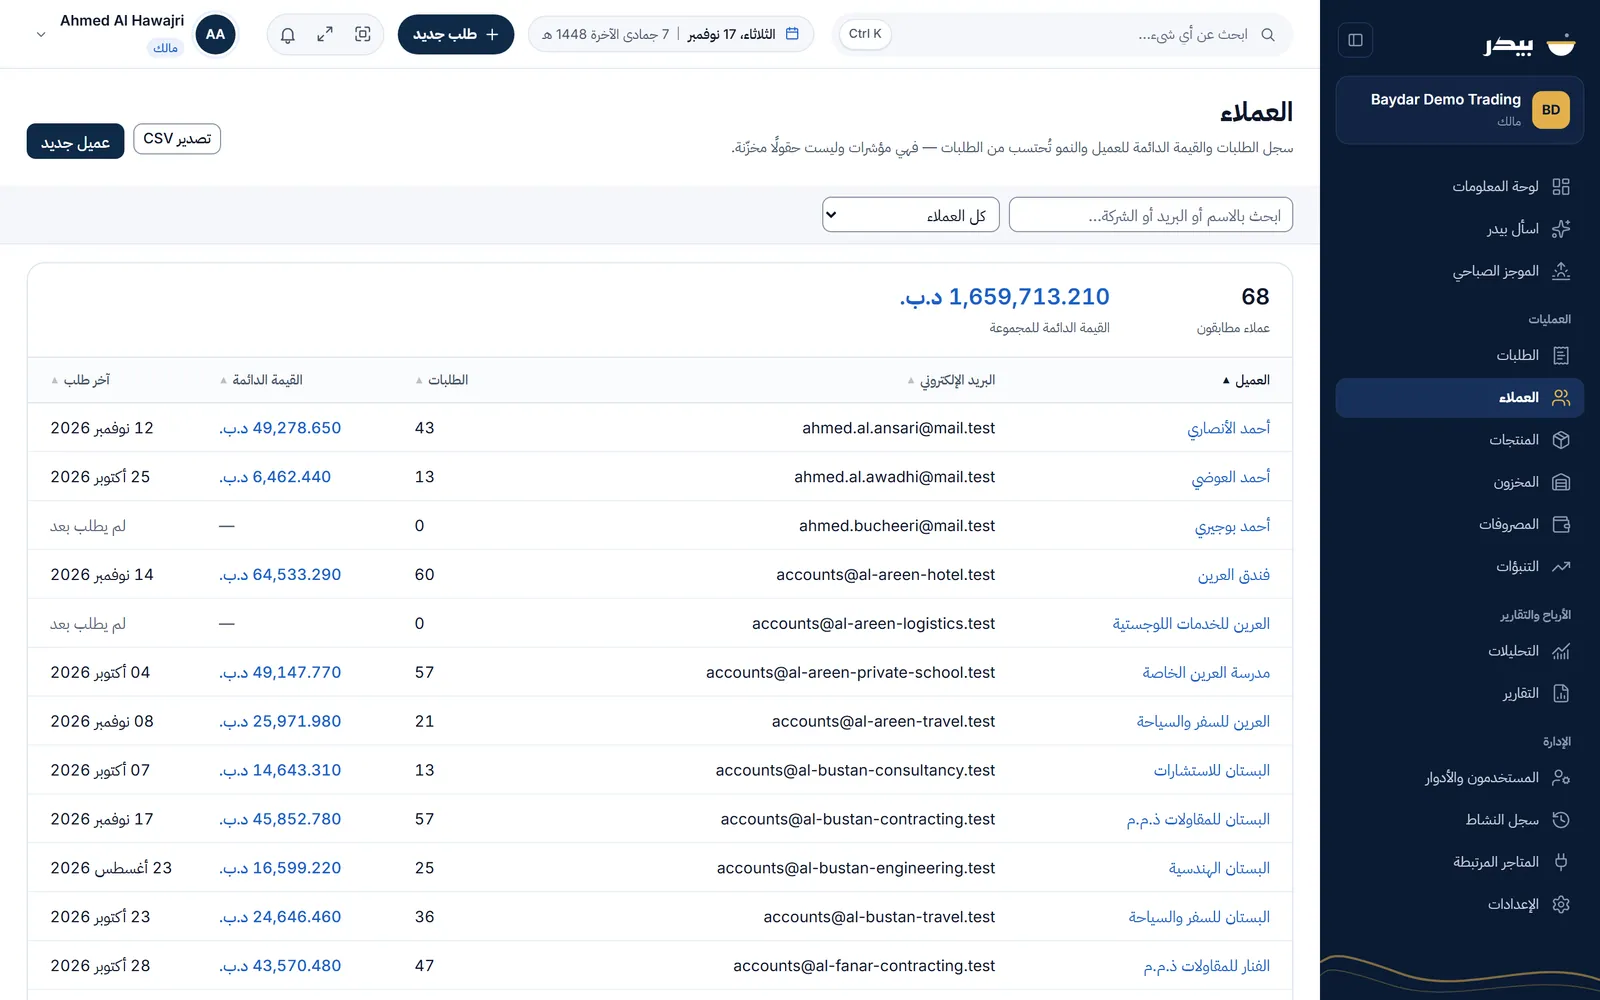 بيدر
BD
Baydar Demo Trading
مالك
لوحة المعلومات
اسأل بيدر
الموجز الصباحي
العمليات
الطلبات
العملاء
المنتجات
المخزون
المصروفات
التنبؤات
الأرباح والتقارير
التحليلات
التقارير
الإدارة
المستخدمون والأدوار
سجل النشاط
المتاجر المرتبطة
الإعدادات
ابحث عن أي شيء... Ctrl K
الثلاثاء، 17 نوفمبر | 7 جمادى الآخرة 1448 هـ
+ طلب جديد
AA
Ahmed Al Hawajri
مالك
العملاء
سجل الطلبات والقيمة الدائمة للعميل والنمو تُحتسب من الطلبات — فهي مؤشرات وليست حقولًا مخزّنة.
تصدير CSV
عميل جديد
ابحث بالاسم أو البريد أو الشركة...
كل العملاء
68
عملاء مطابقون
1,659,713.210 د.ب.
القيمة الدائمة للمجموعة
العميل ▲ البريد الإلكتروني ▲ الطلبات ▲ القيمة الدائمة ▲ آخر طلب ▲
أحمد الأنصاري ahmed.al.ansari@mail.test 43 49,278.650 د.ب. 12 نوفمبر 2026
أحمد العوضي ahmed.al.awadhi@mail.test 13 6,462.440 د.ب. 25 أكتوبر 2026
أحمد بوجيري ahmed.bucheeri@mail.test 0 — لم يطلب بعد
فندق العرين accounts@al-areen-hotel.test 60 64,533.290 د.ب. 14 نوفمبر 2026
العرين للخدمات اللوجستية accounts@al-areen-logistics.test 0 — لم يطلب بعد
مدرسة العرين الخاصة accounts@al-areen-private-school.test 57 49,147.770 د.ب. 04 أكتوبر 2026
العرين للسفر والسياحة accounts@al-areen-travel.test 21 25,971.980 د.ب. 08 نوفمبر 2026
البستان للاستشارات accounts@al-bustan-consultancy.test 13 14,643.310 د.ب. 07 أكتوبر 2026
البستان للمقاولات ذ.م.م accounts@al-bustan-contracting.test 57 45,852.780 د.ب. 17 نوفمبر 2026
البستان الهندسية accounts@al-bustan-engineering.test 25 16,599.220 د.ب. 23 أغسطس 2026
البستان للسفر والسياحة accounts@al-bustan-travel.test 36 24,646.460 د.ب. 23 أكتوبر 2026
الفنار للمقاولات ذ.م.م accounts@al-fanar-contracting.test 47 43,570.480 د.ب. 28 أكتوبر 2026